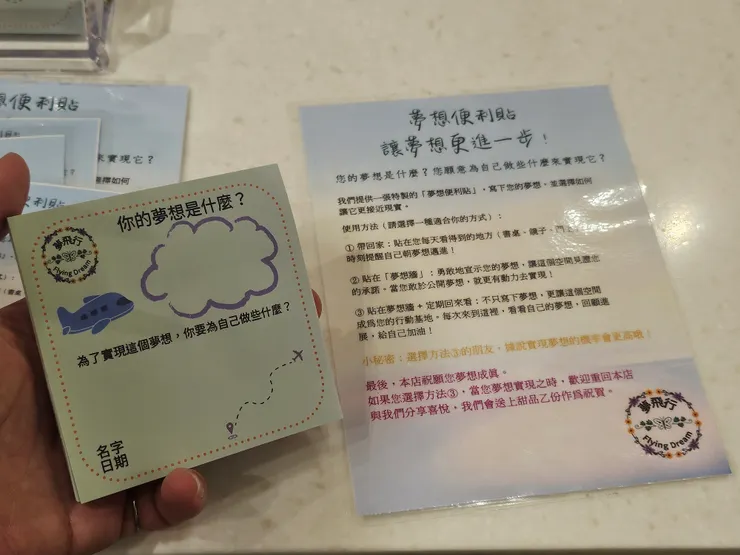 你的夢想是什麼？
夢飛行
Flying Dream
為了實現這個夢想，你要為自己做些什麼？
名字
日期
夢想便利貼
讓夢想更進一步！
您的夢想是什麼？您願意為自己做些什麼來實現它？
我們提供一張特製的「夢想便利貼」，寫下您的夢想，並選擇如何
讓它更接近現實。
使用方法（請選擇一種適合你的方式）：
① 帶回家：貼在您每天看得到的地方（書桌、鏡子、門
時刻提醒自己朝夢想邁進！
② 貼在「夢想牆」：勇敢地宣示您的夢想，讓這個空間見證您
的承諾。當您敢於公開夢想，就更有動力去實現！
③ 貼在夢想牆 + 定期回來看：不只寫下夢想，更讓這個空間
成為您的行動基地。每次來到這裡，看看自己的夢想，回顧進
展，給自己加油！
小秘密：選擇方法③的朋友，據說實現夢想的機率會更高哦！
最後，本店祝願您夢想成真。
如果您選擇方法③，當您夢想實現之時，歡迎重回本店
與我們分享喜悅，我們會送上甜品乙份作為祝賀。
夢飛行
Flying Dream
想便利貼
來實現它？
選擇如何